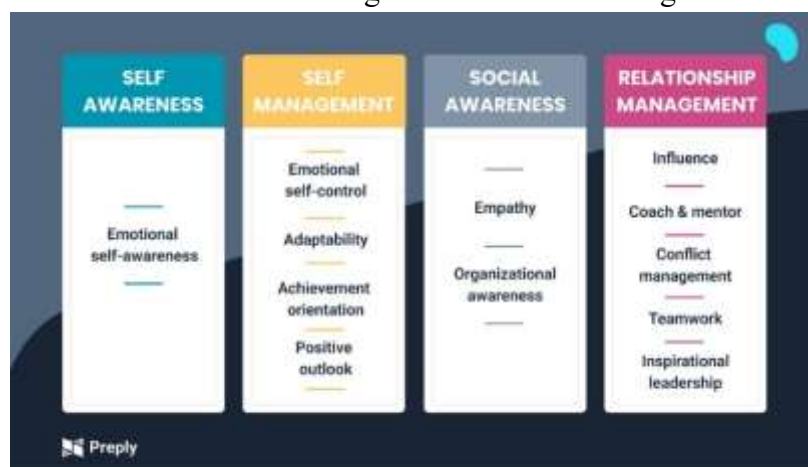 SELF
AWARENESS
Emotional
self-awareness
SELF
MANAGEMENT
Emotional
self-control
Adaptability
Achievement
orientation
Positive
outlook
SOCIAL
AWARENESS
Empathy
Organizational
awareness
RELATIONSHIP
MANAGEMENT
Influence
Coach & mentor
Conflict
management
Teamwork
Inspirational
leadership
Preply